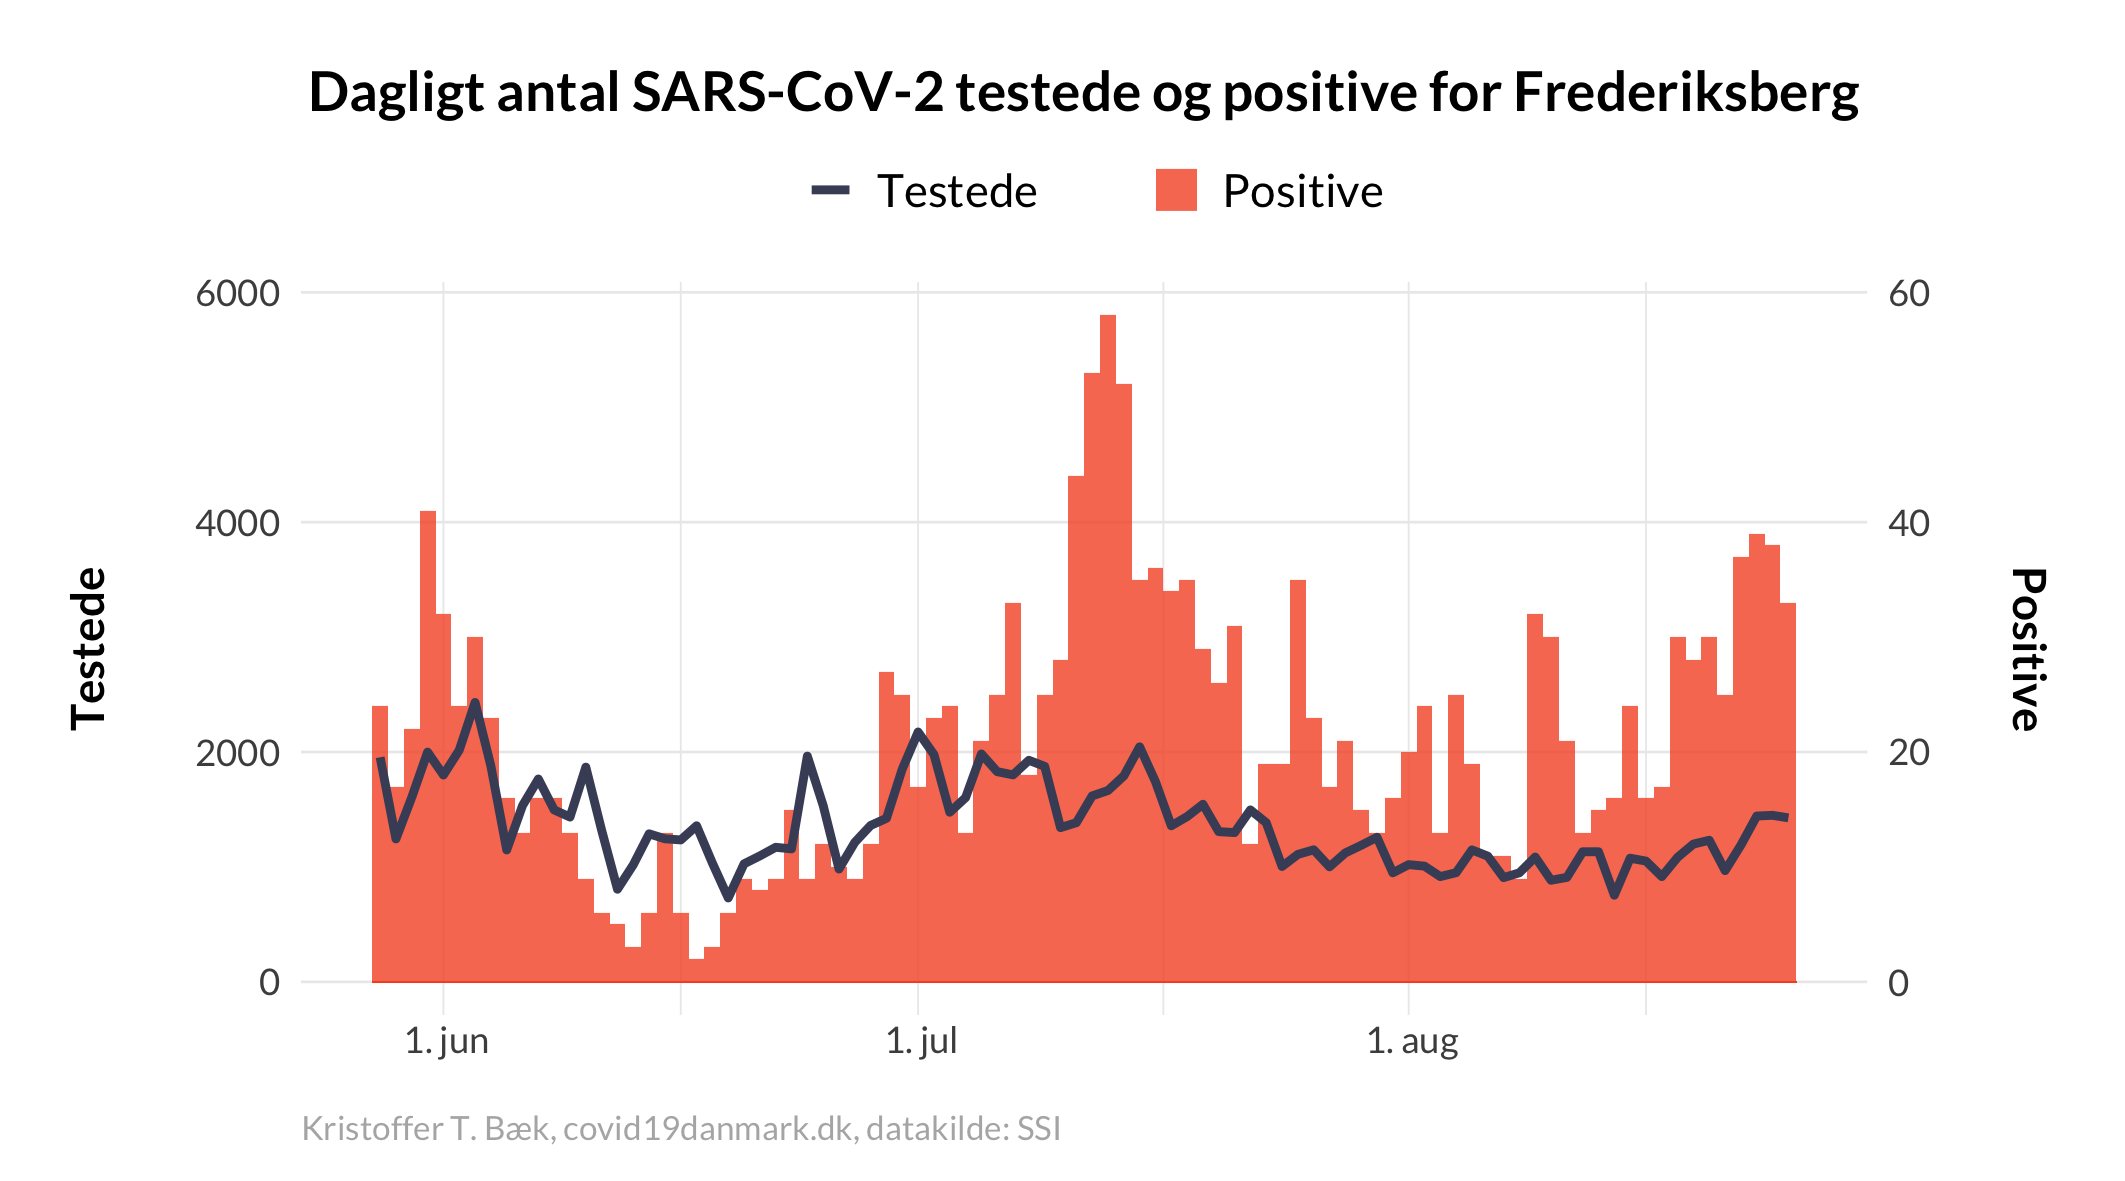 Dagligt antal SARS-CoV-2 testede og positive for Frederiksberg
Testede Positive
6000 60
4000 40
2000 20
0 0
Testede
Positive
1. jun 1. jul 1. aug
Kristoffer T. Bæk, covid19danmark.dk, datakilde: SSI